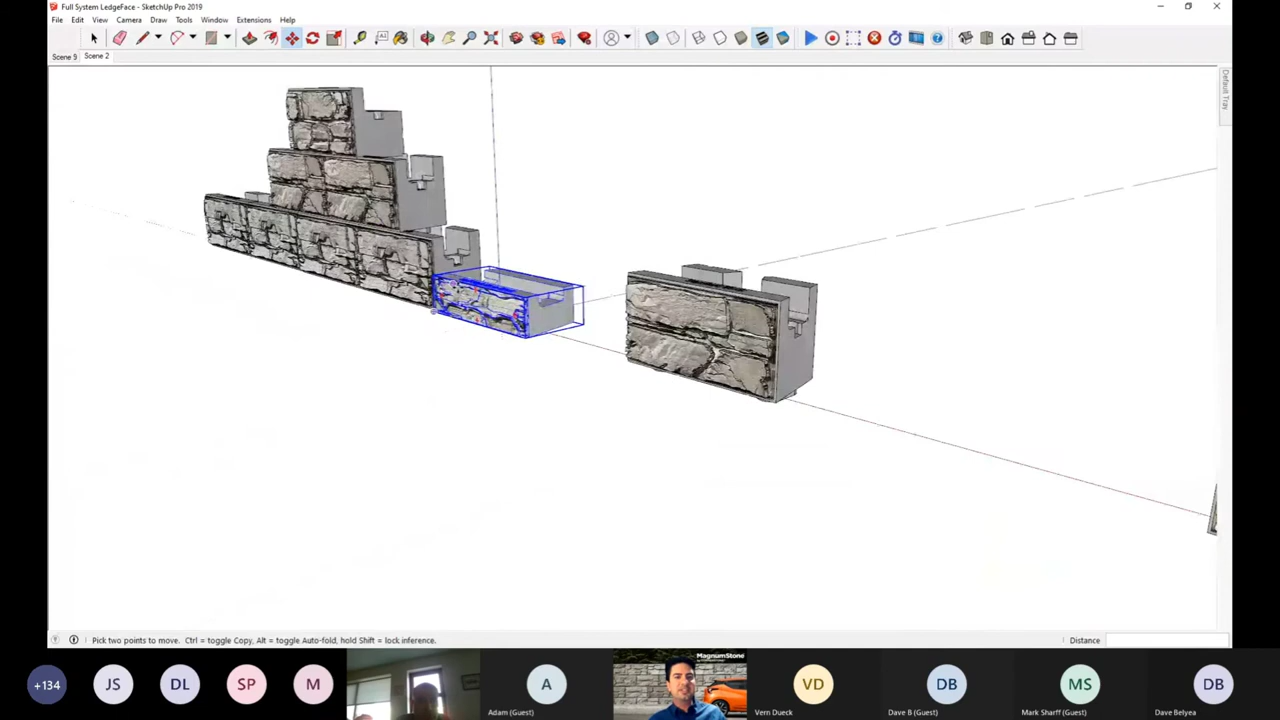 Full System LedgeFace - SketchUp Pro 2019
File Edit View Camera Draw Tools Window Extensions Help
Scene 9 Scene 2
Default Tray
Pick two points to move. Ctrl = toggle Copy, Alt = toggle Auto-fold, hold Shift = lock inference.
Distance
+134 JS DL SP M A VD DB MS DB
MagnumStone
Adam (Guest) Vern Dueck Dave B (Guest) Mark Sharff (Guest) Dave Belyea